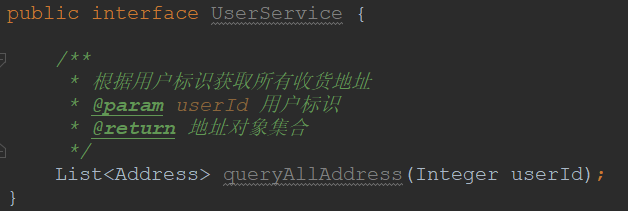 public interface UserService {
/**
* 根据用户标识获取所有收货地址
* @param userId 用户标识
* @return 地址对象集合
*/
List<Address> queryAllAddress(Integer userId);
}